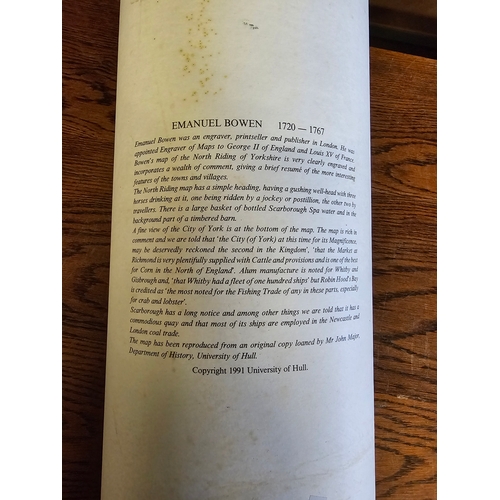 EMANUEL BOWEN 1720 — 1767
Emanuel Bowen was an engraver, printseller and publisher in London. He was
appointed Engraver of Maps to George II of England and Louis XV of France.
Bowen's map of the North Riding of Yorkshire is very clearly engraved and
incorporates a wealth of comment, giving a brief resumé of the more interesting
features of the towns and villages.
The North Riding map has a simple heading, having a gushing well-head with three
horses drinking at it, one being ridden by a jockey or postillion, the other two by
travellers. There is a large basket of bottled Scarborough Spa water and in the
background part of a timbered barn.
A fine view of the City of York is at the bottom of the map. The map is rich in
comment and we are told that 'the City (of York) at this time for its Magnificence,
may be deservedly reckoned the second in the Kingdom', 'that the Market at
Richmond is very plentifully supplied with Cattle and provisions and is one of the best
for Corn in the North of England'. Alum manufacture is noted for Whitby and
Gisbrough and, 'that Whitby had a fleet of one hundred ships' but Robin Hood's Bay
is credited as 'the most noted for the Fishing Trade of any in these parts, especially
for crab and lobster'.
Scarborough has a long notice and among other things we are told that it has a
commodious quay and that most of its ships are employed in the Newcastle and
London coal trade.
The map has been reproduced from an original copy loaned by Mr John Major,
Department of History, University of Hull.
Copyright 1991 University of Hull.